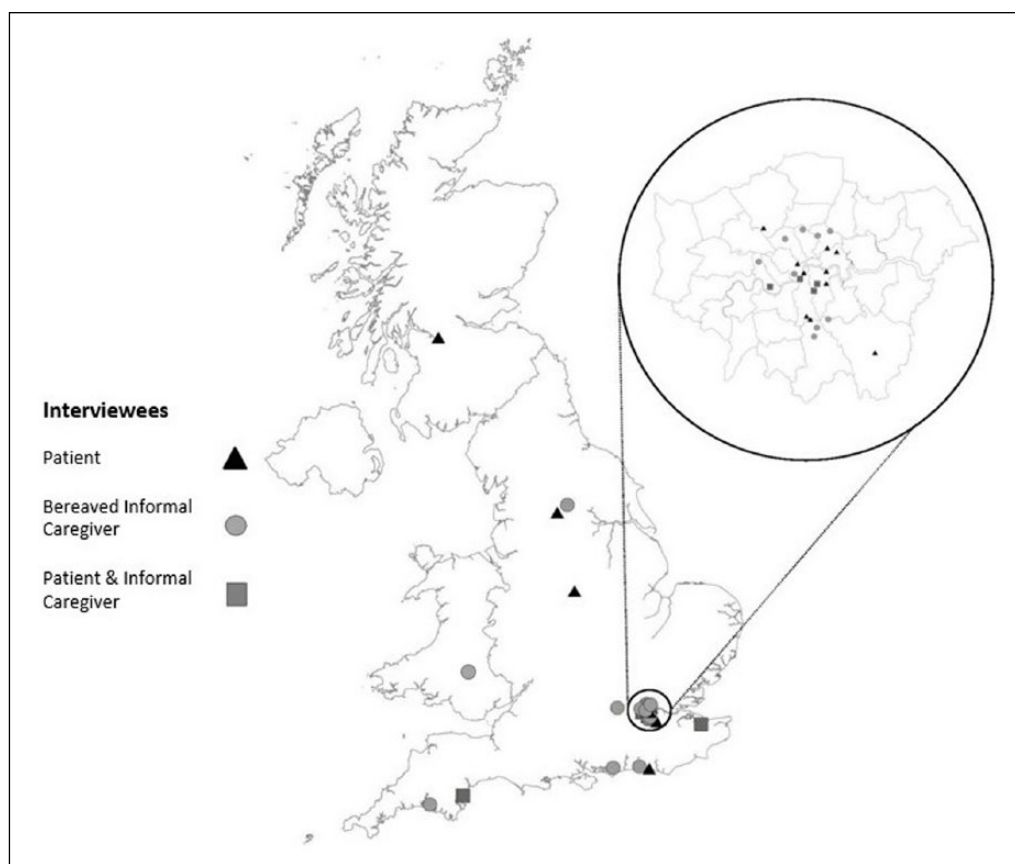 Interviewees
Patient
Bereaved Informal
Caregiver
Patient & Informal
Caregiver